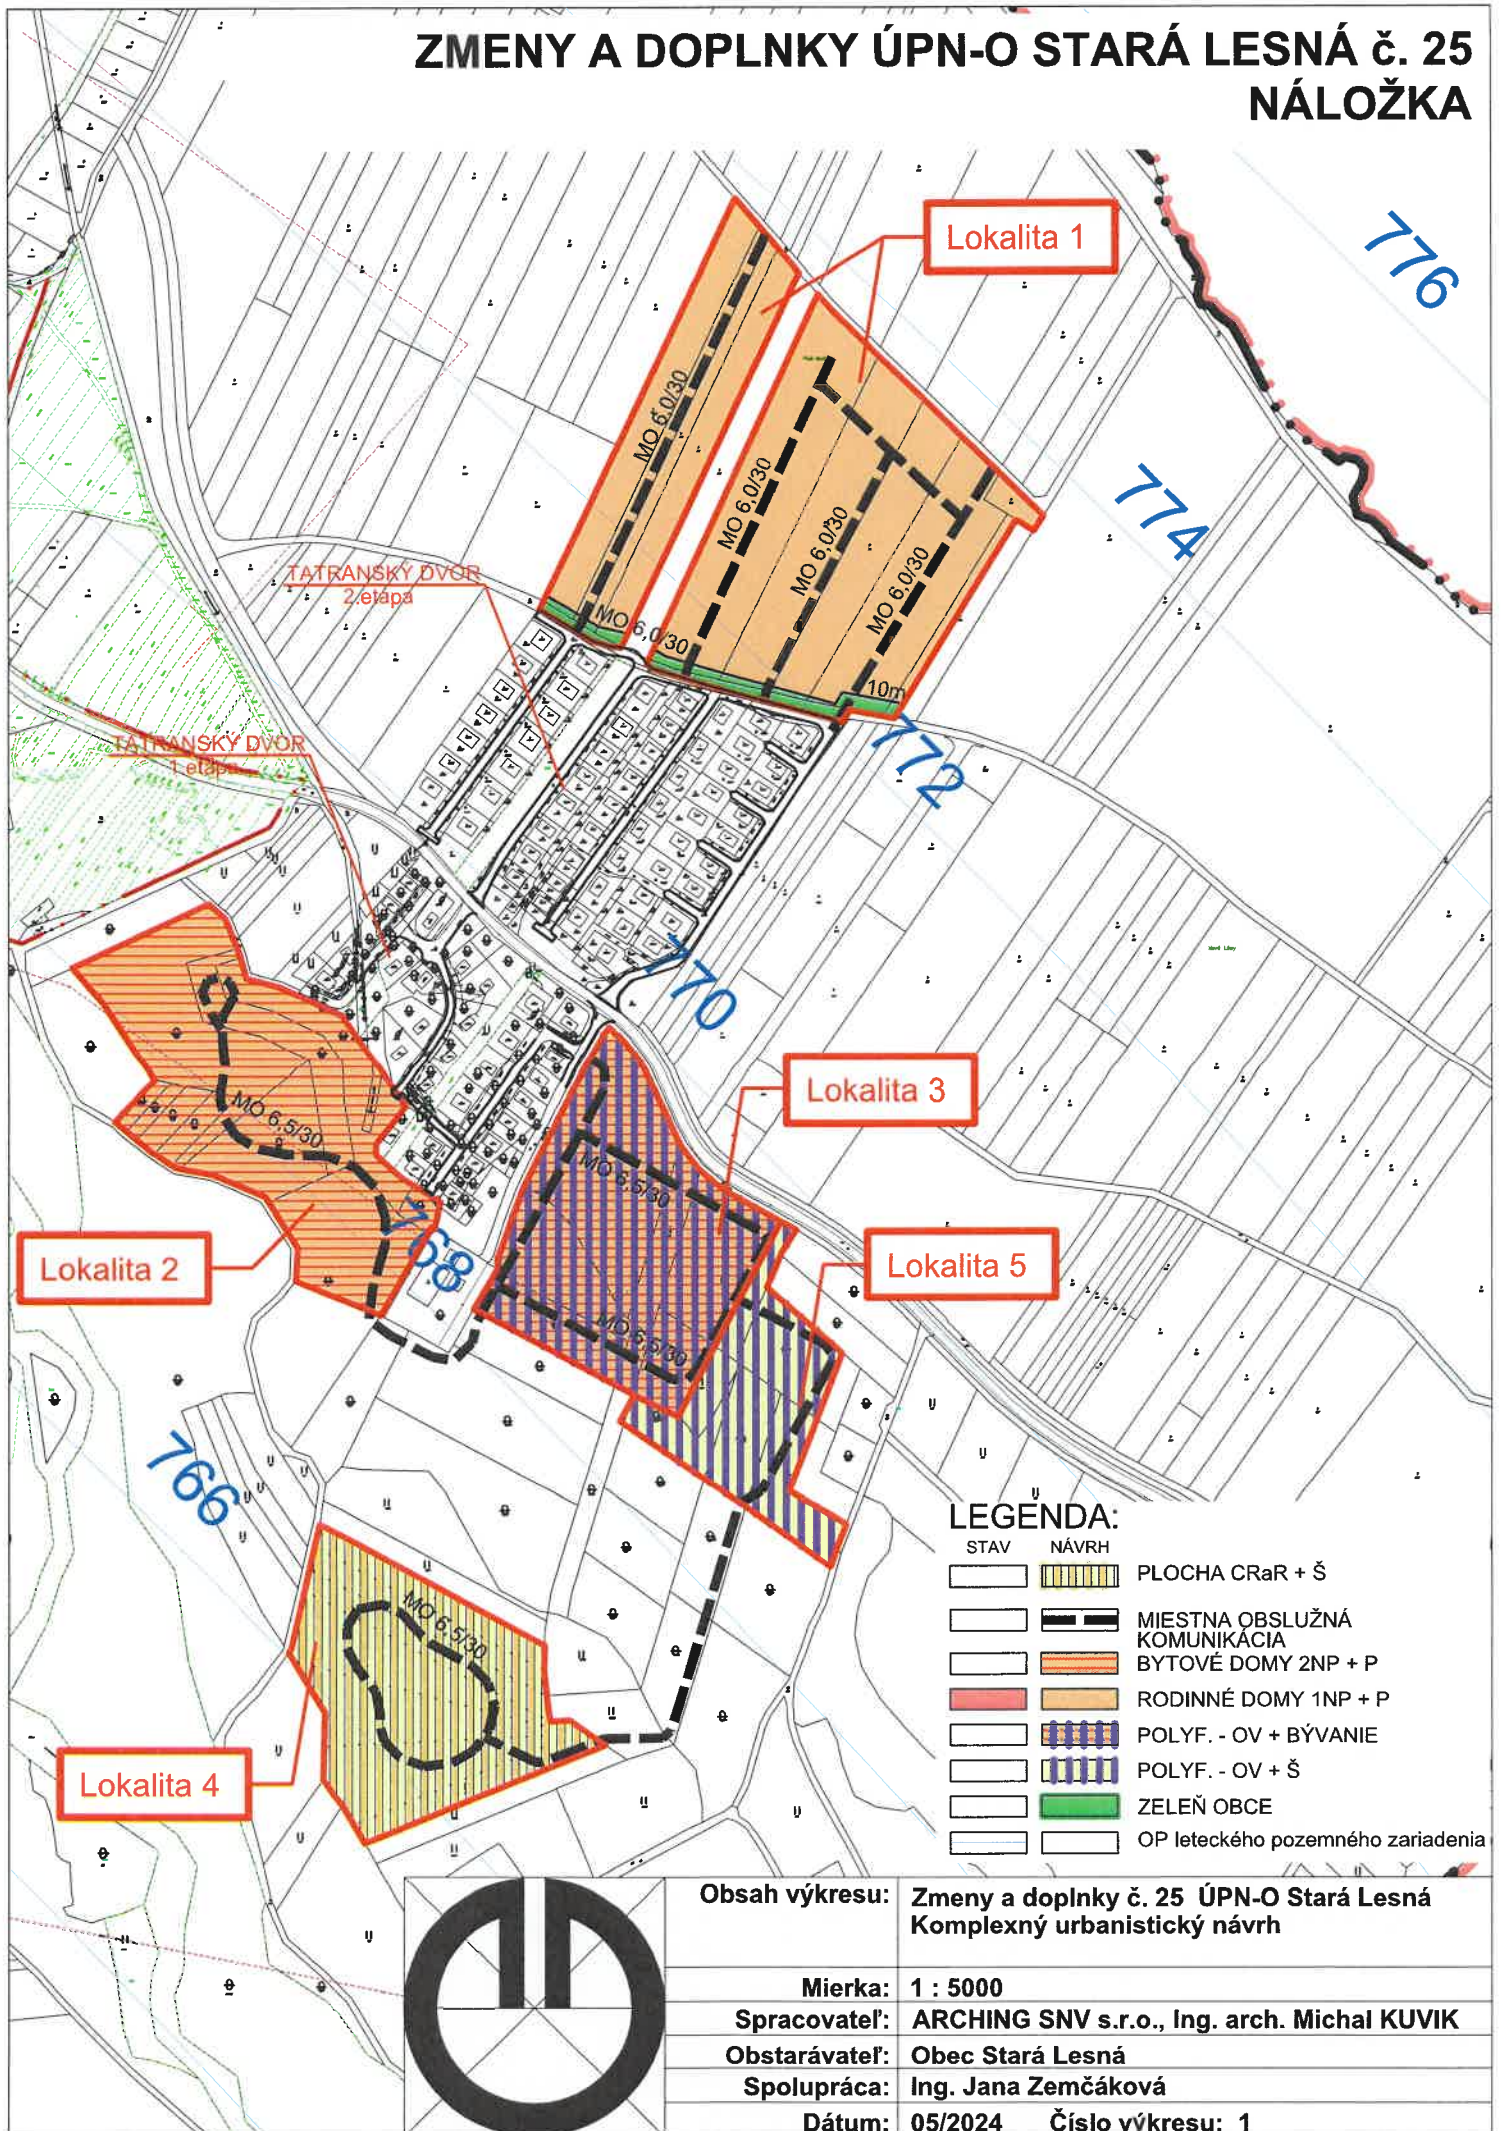 ZMENY A DOPLNKY ÚPN-O STARÁ LESNÁ č. 25
NÁLOŽKA
Lokalita 1
776
774
MO 6,0/30
MO 6,0/30
MO 6,0/30
MO 6,0/30
MO 6,0/30
10m
TATRANSKÝ DVOR
2.etapa
772
TATRANSKÝ DVOR
1.etapa
770
Lokalita 3
MO 6,5/30
MO 6,5/30
768
Lokalita 2
Lokalita 5
MO 6,5/30
766
MO 6,5/30
Lokalita 4
LEGENDA:
STAV NÁVRH
PLOCHA CRaR + Š
MIESTNA OBSLUŽNÁ
KOMUNIKÁCIA
BYTOVÉ DOMY 2NP + P
RODINNÉ DOMY 1NP + P
POLYF. - OV + BÝVANIE
POLYF. - OV + Š
ZELEŇ OBCE
OP leteckého pozemného zariadenia
Obsah výkresu: Zmeny a doplnky č. 25 ÚPN-O Stará Lesná
Komplexný urbanistický návrh
Mierka: 1 : 5000
Spracovateľ: ARCHING SNV s.r.o., Ing. arch. Michal KUVIK
Obstarávateľ: Obec Stará Lesná
Spolupráca: Ing. Jana Zemčáková
Dátum: 05/2024 Číslo výkresu: 1